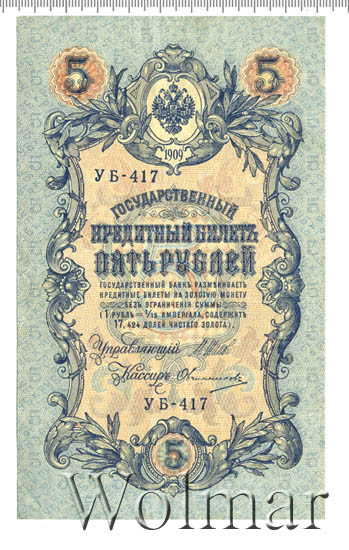 5 5
1909
УБ-417
ГОСУДАРСТВЕННЫЙ
КРЕДИТНЫЙ БИЛЕТЪ
ПЯТЬ РУБЛЕЙ
ГОСУДАРСТВЕННЫЙ БАНКЪ РАЗМѢНИВАЕТЪ
КРЕДИТНЫЕ БИЛЕТЫ НА ЗОЛОТУЮ МОНЕТУ
БЕЗЪ ОГРАНИЧЕНІЯ СУММЫ
(1 РУБЛЬ = 1/15 ИМПЕРІАЛА, СОДЕРЖИТЪ
17,424 ДОЛЕЙ ЧИСТАГО ЗОЛОТА).
Управляющій
Кассиръ
УБ-417
5
Wolmar